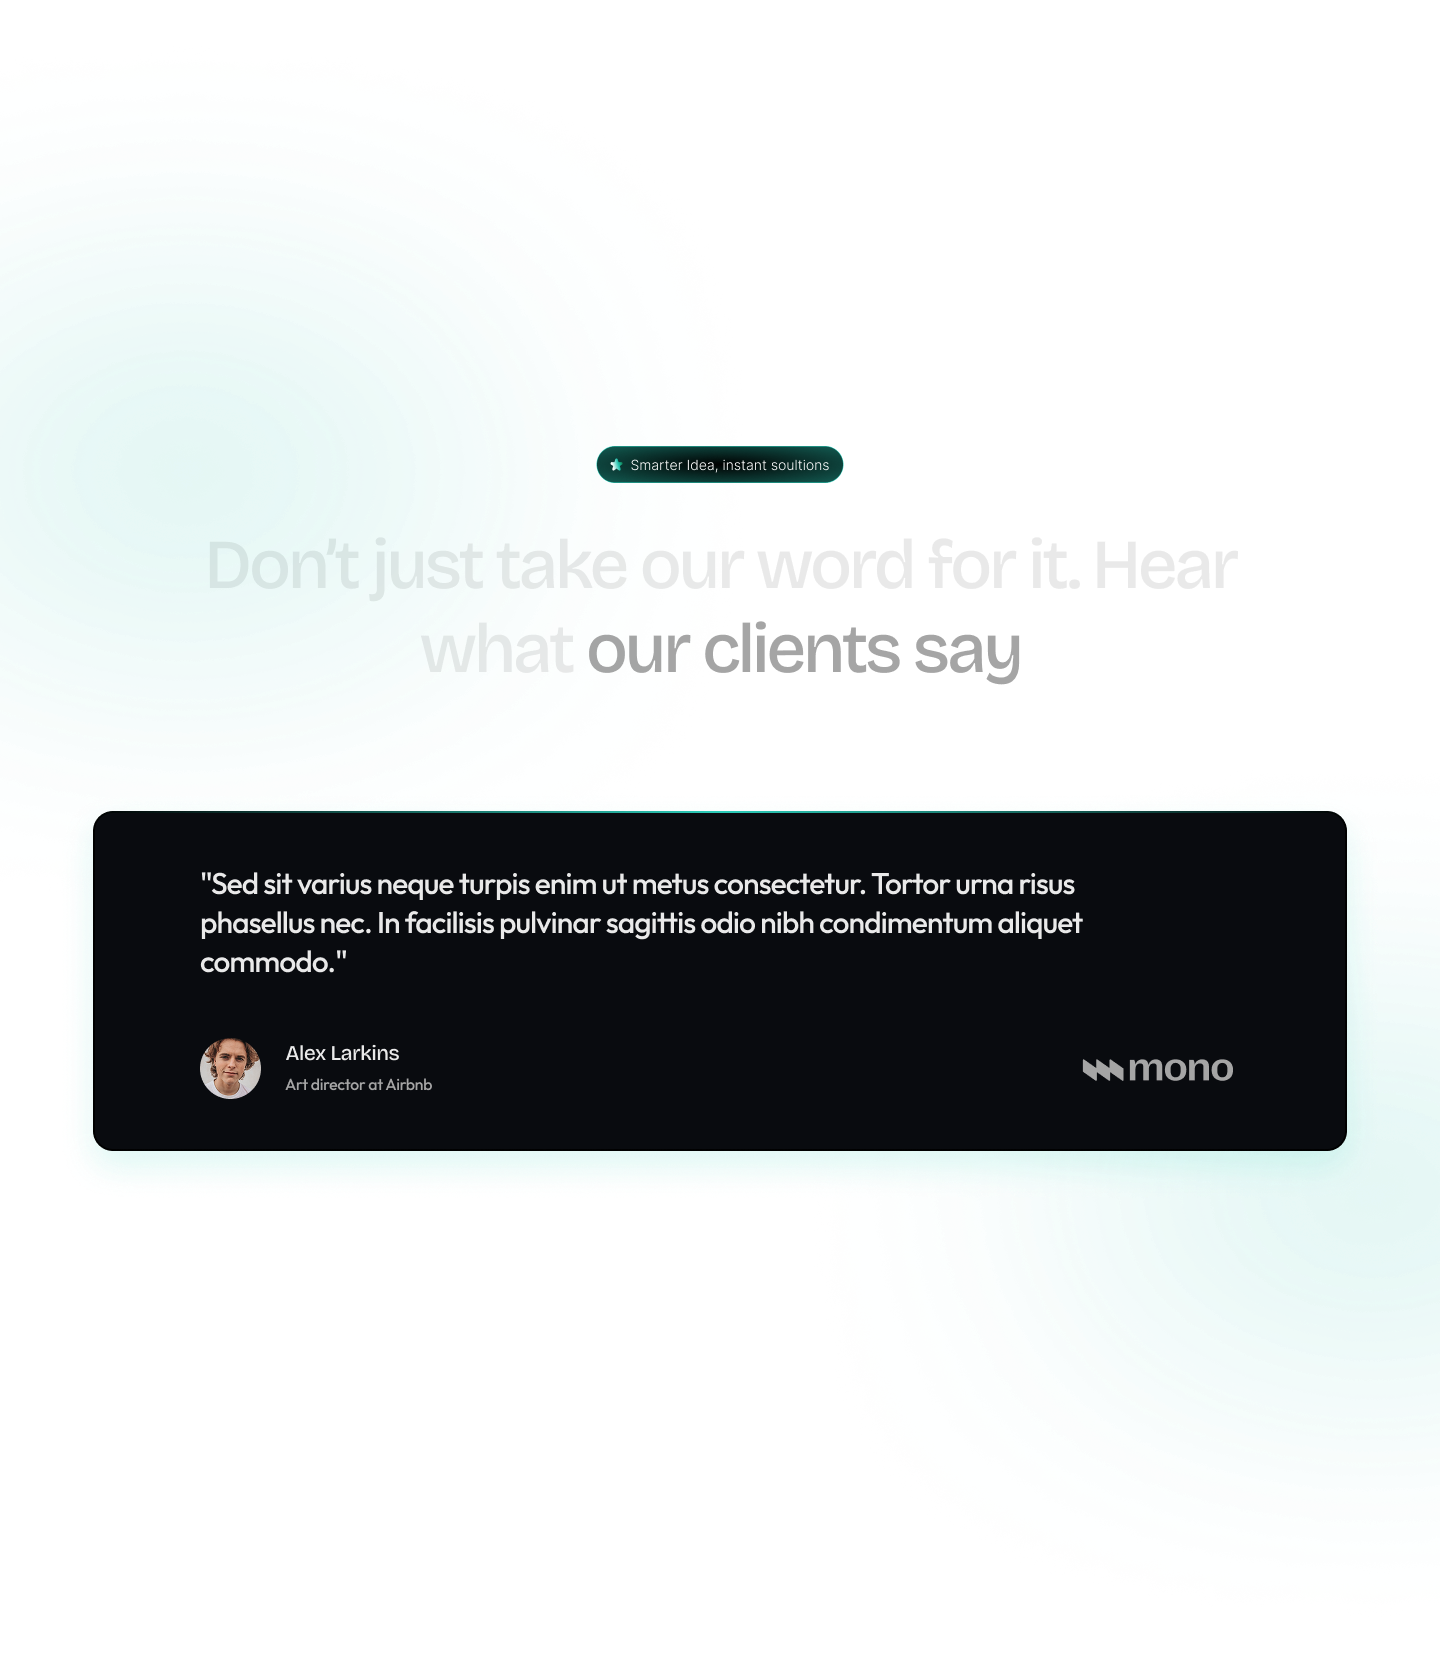 Smarter Idea, instant soultions
Don't just take our word for it. Hear
what our clients say
"Sed sit varius neque turpis enim ut metus consectetur. Tortor urna risus
phasellus nec. In facilisis pulvinar sagittis odio nibh condimentum aliquet
commodo."
Alex Larkins
Art director at Airbnb
mono